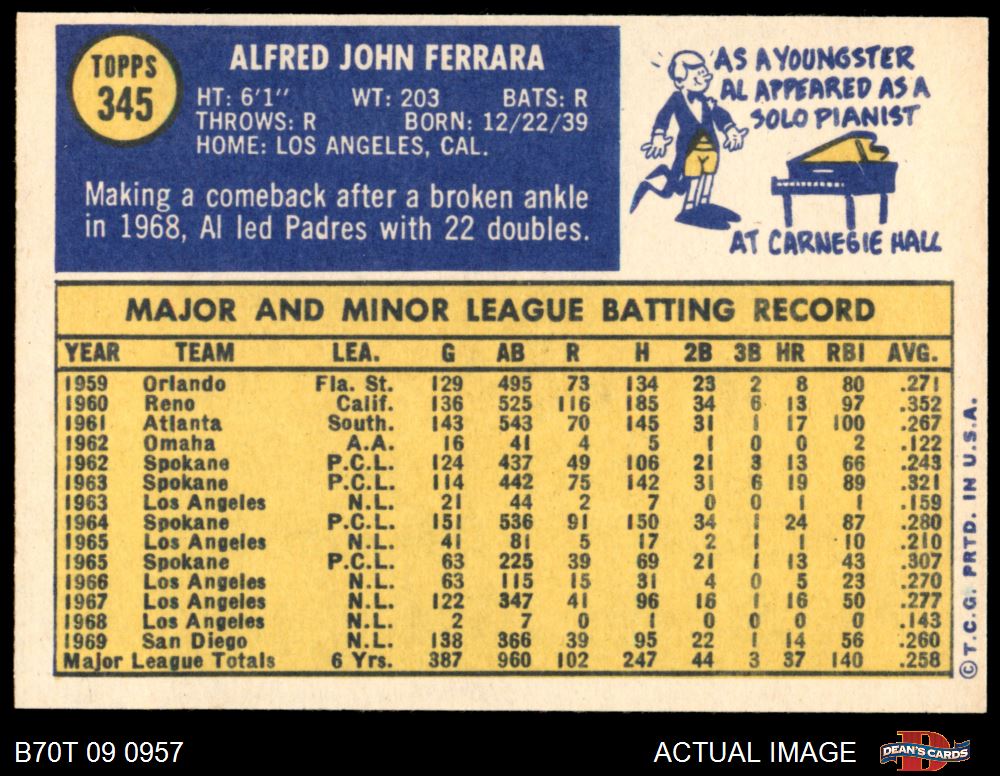 TOPPS
345
ALFRED JOHN FERRARA
HT: 6'1" WT: 203 BATS: R
THROWS: R BORN: 12/22/39
HOME: LOS ANGELES, CAL.
Making a comeback after a broken ankle
in 1968, Al led Padres with 22 doubles.
AS A YOUNGSTER
AL APPEARED AS A
SOLO PIANIST
AT CARNEGIE HALL
MAJOR AND MINOR LEAGUE BATTING RECORD
YEAR TEAM LEA. G AB R H 2B 3B HR RBI AVG.
1959 Orlando Fla. St. 129 495 73 134 23 2 8 80 .271
1960 Reno Calif. 136 525 116 185 34 6 13 97 .352
1961 Atlanta South. 143 543 70 145 31 1 17 100 .267
1962 Omaha A.A. 16 41 4 5 1 0 0 2 .122
1962 Spokane P.C.L. 124 437 49 106 21 3 13 66 .243
1963 Spokane P.C.L. 114 442 75 142 31 6 19 89 .321
1963 Los Angeles N.L. 21 44 2 7 0 0 1 1 .159
1964 Spokane P.C.L. 151 536 91 150 34 1 24 87 .280
1965 Los Angeles N.L. 41 81 5 17 2 1 1 10 .210
1965 Spokane P.C.L. 63 225 39 69 21 1 13 43 .307
1966 Los Angeles N.L. 63 115 15 31 4 0 5 23 .270
1967 Los Angeles N.L. 122 347 41 96 16 1 16 50 .277
1968 Los Angeles N.L. 2 7 0 1 0 0 0 0 .143
1969 San Diego N.L. 138 366 39 95 22 1 14 56 .260
Major League Totals 6 Yrs. 387 960 102 247 44 3 37 140 .258
© T.C.G. PRTD. IN U.S.A.
B70T 09 0957
ACTUAL IMAGE
DEAN'S CARDS